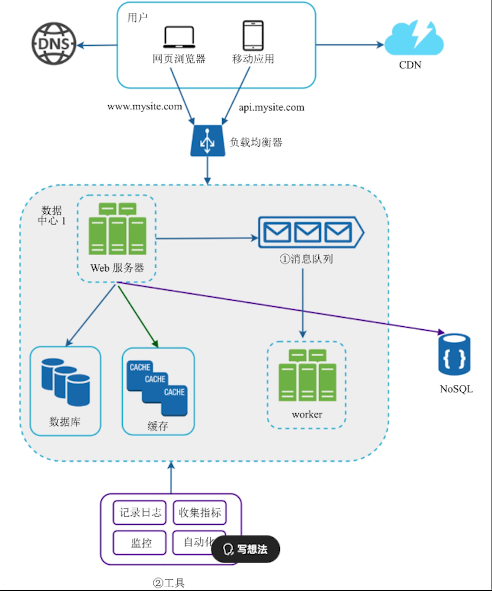 用户
DNS
网页浏览器
移动应用
CDN
www.mysite.com
api.mysite.com
负载均衡器
数据
中心 1
Web 服务器
①消息队列
CACHE
CACHE
CACHE
数据库
缓存
worker
{ }
NoSQL
记录日志
收集指标
监控
自动化
写想法
②工具